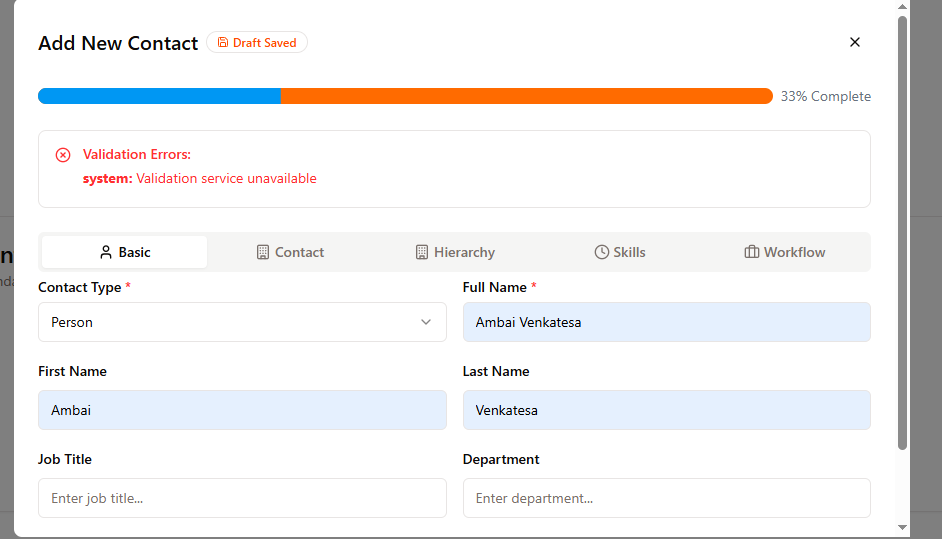 Add New Contact Draft Saved
33% Complete
Validation Errors:
system: Validation service unavailable
Basic Contact Hierarchy Skills Workflow
Contact Type * Full Name *
Person Ambai Venkatesa
First Name Last Name
Ambai Venkatesa
Job Title Department
Enter job title... Enter department...